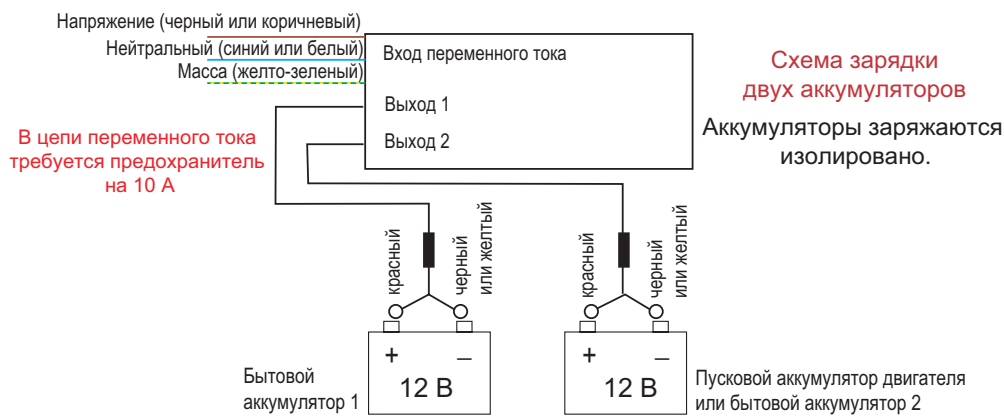 Напряжение (черный или коричневый)
Нейтральный (синий или белый)
Масса (желто-зеленый)
Вход переменного тока
Выход 1
Выход 2
Схема зарядки
двух аккумуляторов
Аккумуляторы заряжаются
изолировано.
В цепи переменного тока
требуется предохранитель
на 10 А
красный
черный
или желтый
красный
черный
или желтый
+ –
12 В
+ –
12 В
Бытовой
аккумулятор 1
Пусковой аккумулятор двигателя
или бытовой аккумулятор 2